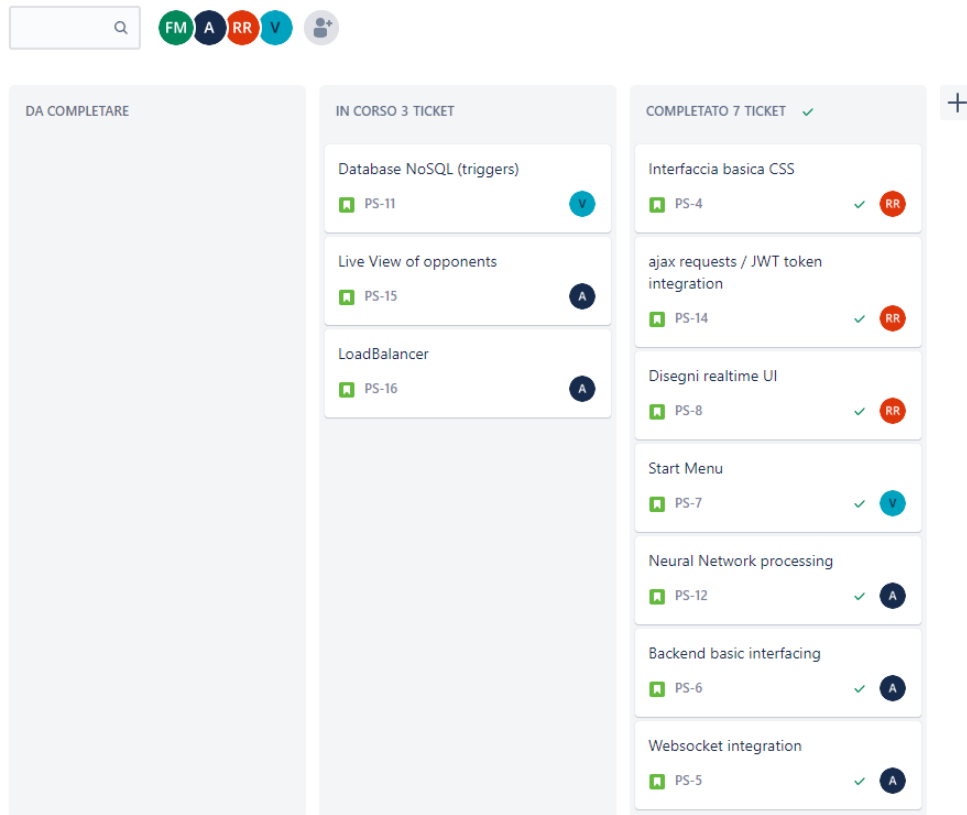 FM A RR V
DA COMPLETARE
IN CORSO 3 TICKET
Database NoSQL (triggers)
PS-11 V
Live View of opponents
PS-15 A
LoadBalancer
PS-16 A
COMPLETATO 7 TICKET
Interfaccia basica CSS
PS-4 RR
ajax requests / JWT token
integration
PS-14 RR
Disegni realtime UI
PS-8 RR
Start Menu
PS-7 V
Neural Network processing
PS-12 A
Backend basic interfacing
PS-6 A
Websocket integration
PS-5 A